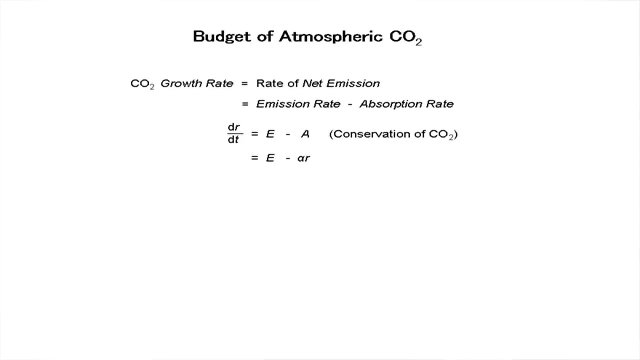 Budget of Atmospheric CO₂
CO₂ Growth Rate = Rate of Net Emission
= Emission Rate - Absorption Rate
dr/dt = E - A (Conservation of CO₂)
= E - αr